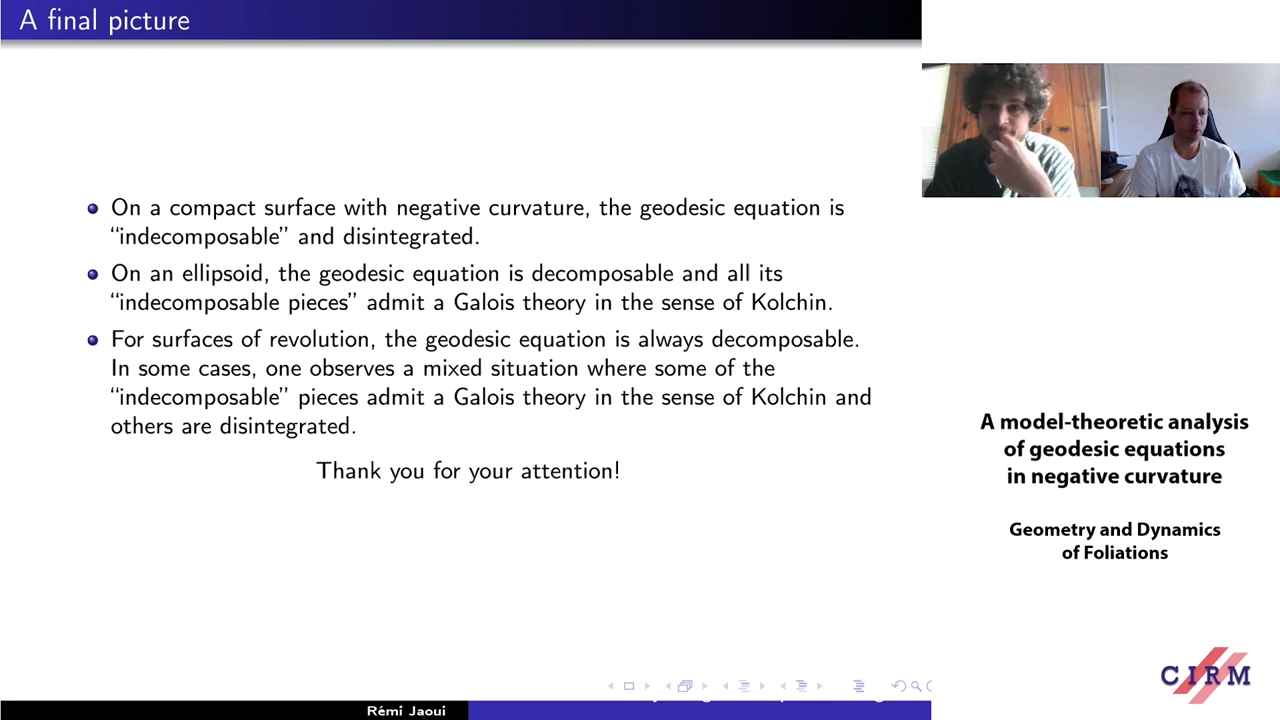 A final picture
On a compact surface with negative curvature, the geodesic equation is
“indecomposable” and disintegrated.
On an ellipsoid, the geodesic equation is decomposable and all its
“indecomposable pieces” admit a Galois theory in the sense of Kolchin.
For surfaces of revolution, the geodesic equation is always decomposable.
In some cases, one observes a mixed situation where some of the
“indecomposable” pieces admit a Galois theory in the sense of Kolchin and
others are disintegrated.
Thank you for your attention!
Rémi Jaoui
A model-theoretic analysis
of geodesic equations
in negative curvature
Geometry and Dynamics
of Foliations
CIRM